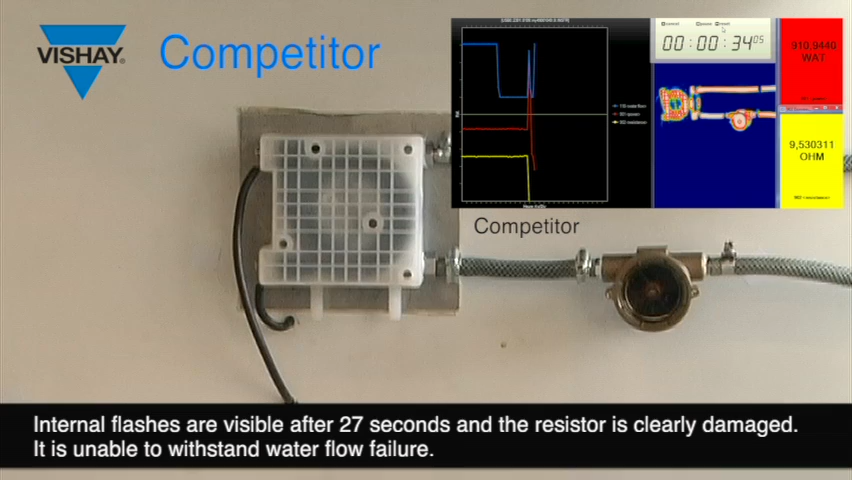 VISHAY®
Competitor
00:00:34 05
910,9440
WAT
9,530311
OHM
Competitor
Internal flashes are visible after 27 seconds and the resistor is clearly damaged.
It is unable to withstand water flow failure.